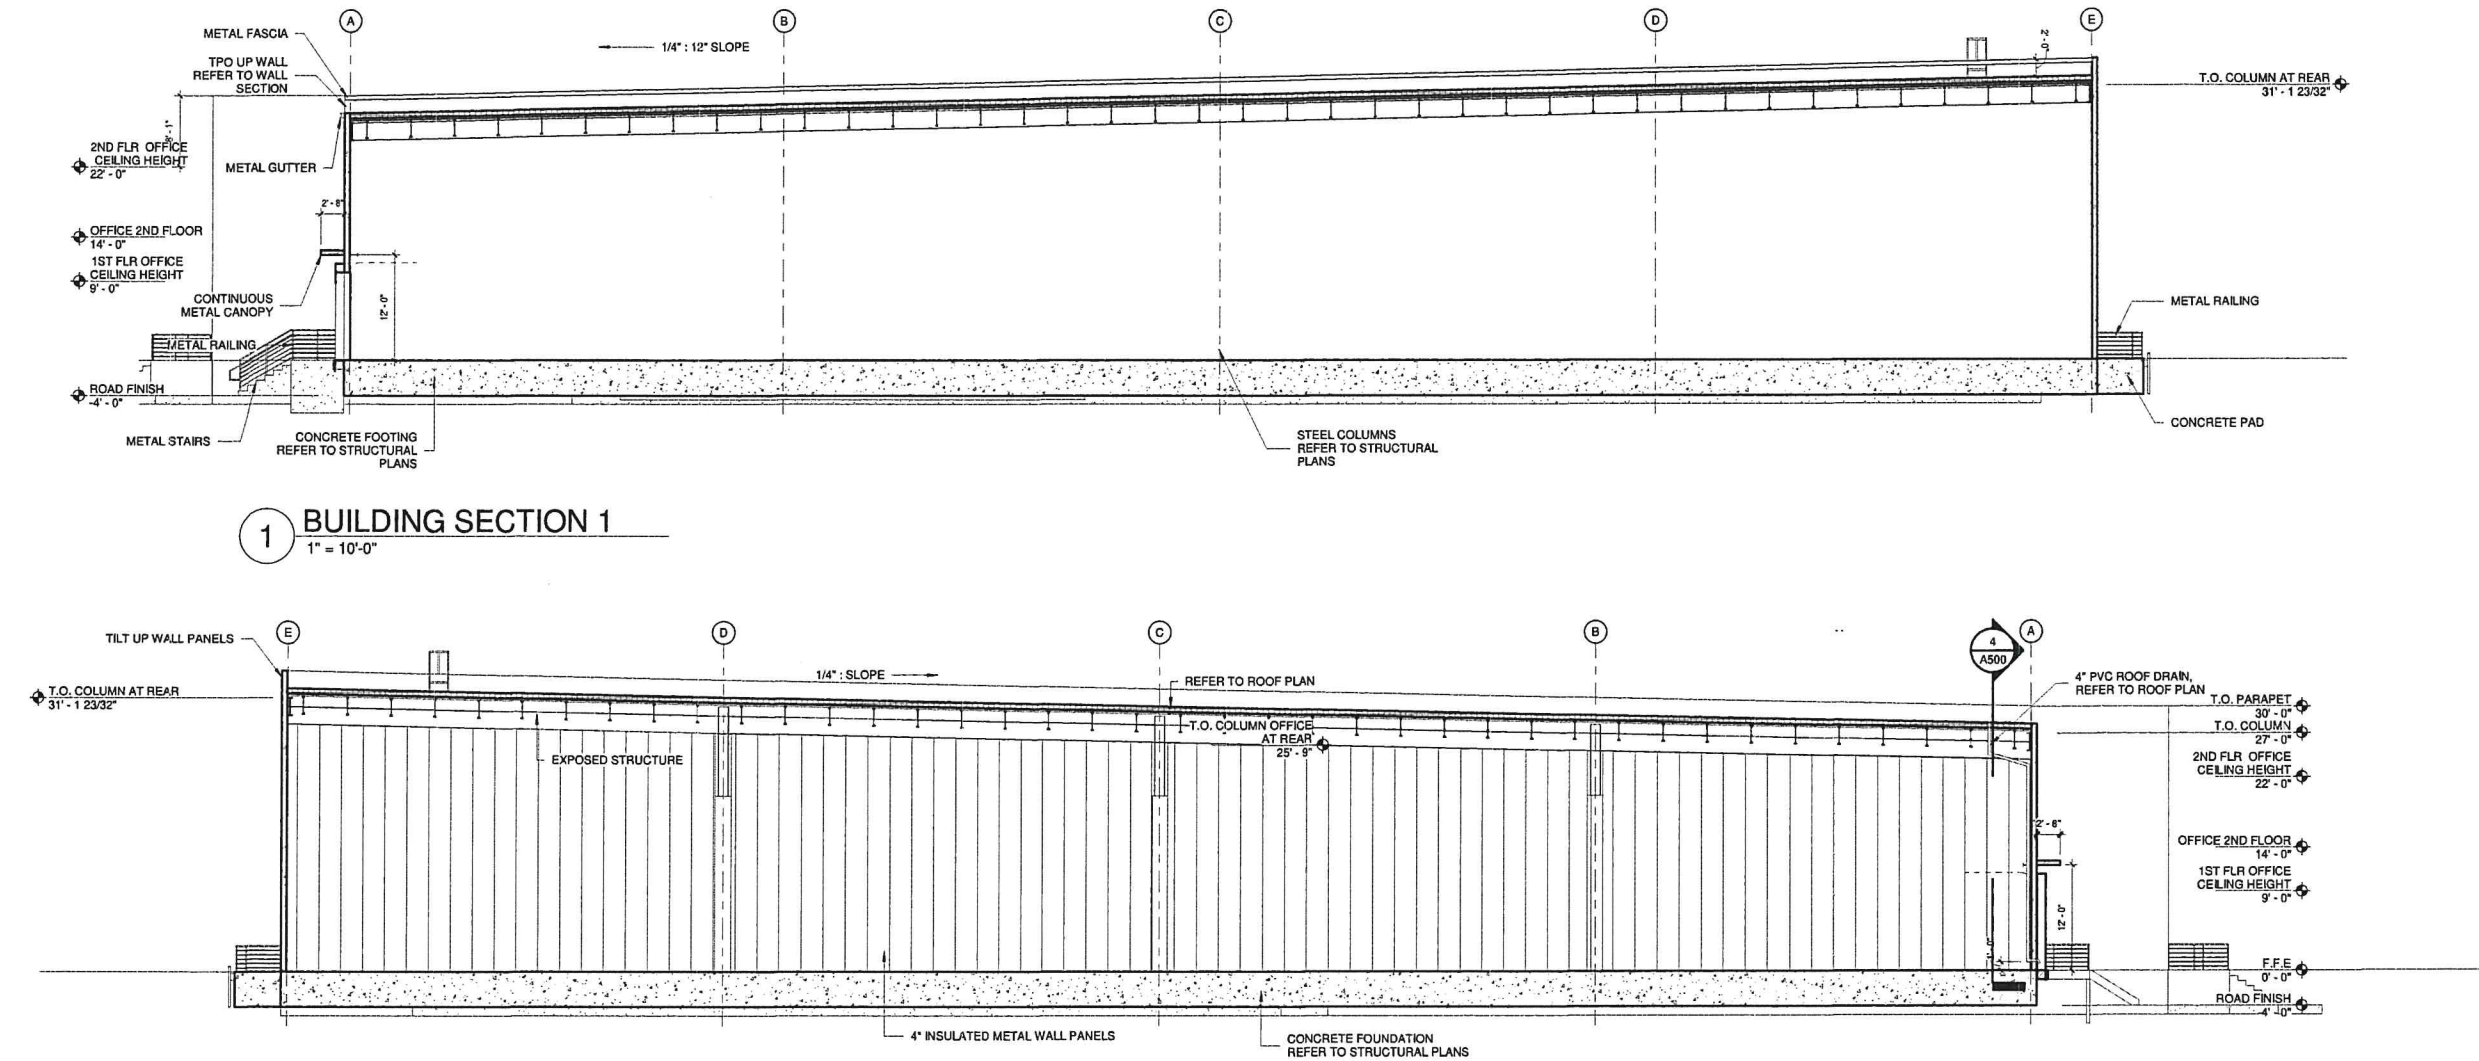 A
B
C
D
E
METAL FASCIA
1/4" : 12" SLOPE
2'-0"
TPO UP WALL
REFER TO WALL
SECTION
T.O. COLUMN AT REAR
31' - 1 23/32"
2ND FLR OFFICE
CEILING HEIGHT
22' - 0"
METAL GUTTER
2' - 8"
OFFICE 2ND FLOOR
14' - 0"
1ST FLR OFFICE
CEILING HEIGHT
9' - 0"
CONTINUOUS
METAL CANOPY
12'-0"
METAL RAILING
METAL RAILING
ROAD FINISH
-4' - 0"
METAL STAIRS
CONCRETE FOOTING
REFER TO STRUCTURAL
PLANS
STEEL COLUMNS
REFER TO STRUCTURAL
PLANS
CONCRETE PAD
1
BUILDING SECTION 1
1" = 10'-0"
TILT UP WALL PANELS
E
D
C
B
A
4
A500
1/4" : SLOPE
REFER TO ROOF PLAN
4" PVC ROOF DRAIN,
REFER TO ROOF PLAN
T.O. COLUMN AT REAR
31' - 1 23/32"
T.O. PARAPET
30' - 0"
T.O. COLUMN
27' - 0"
T.O. COLUMN OFFICE
AT REAR
25' - 9"
EXPOSED STRUCTURE
2ND FLR OFFICE
CEILING HEIGHT
22' - 0"
OFFICE 2ND FLOOR
14' - 0"
1ST FLR OFFICE
CEILING HEIGHT
9' - 0"
12'-0"
F.F.E
0' - 0"
ROAD FINISH
-4' - 0"
4" INSULATED METAL WALL PANELS
CONCRETE FOUNDATION
REFER TO STRUCTURAL PLANS